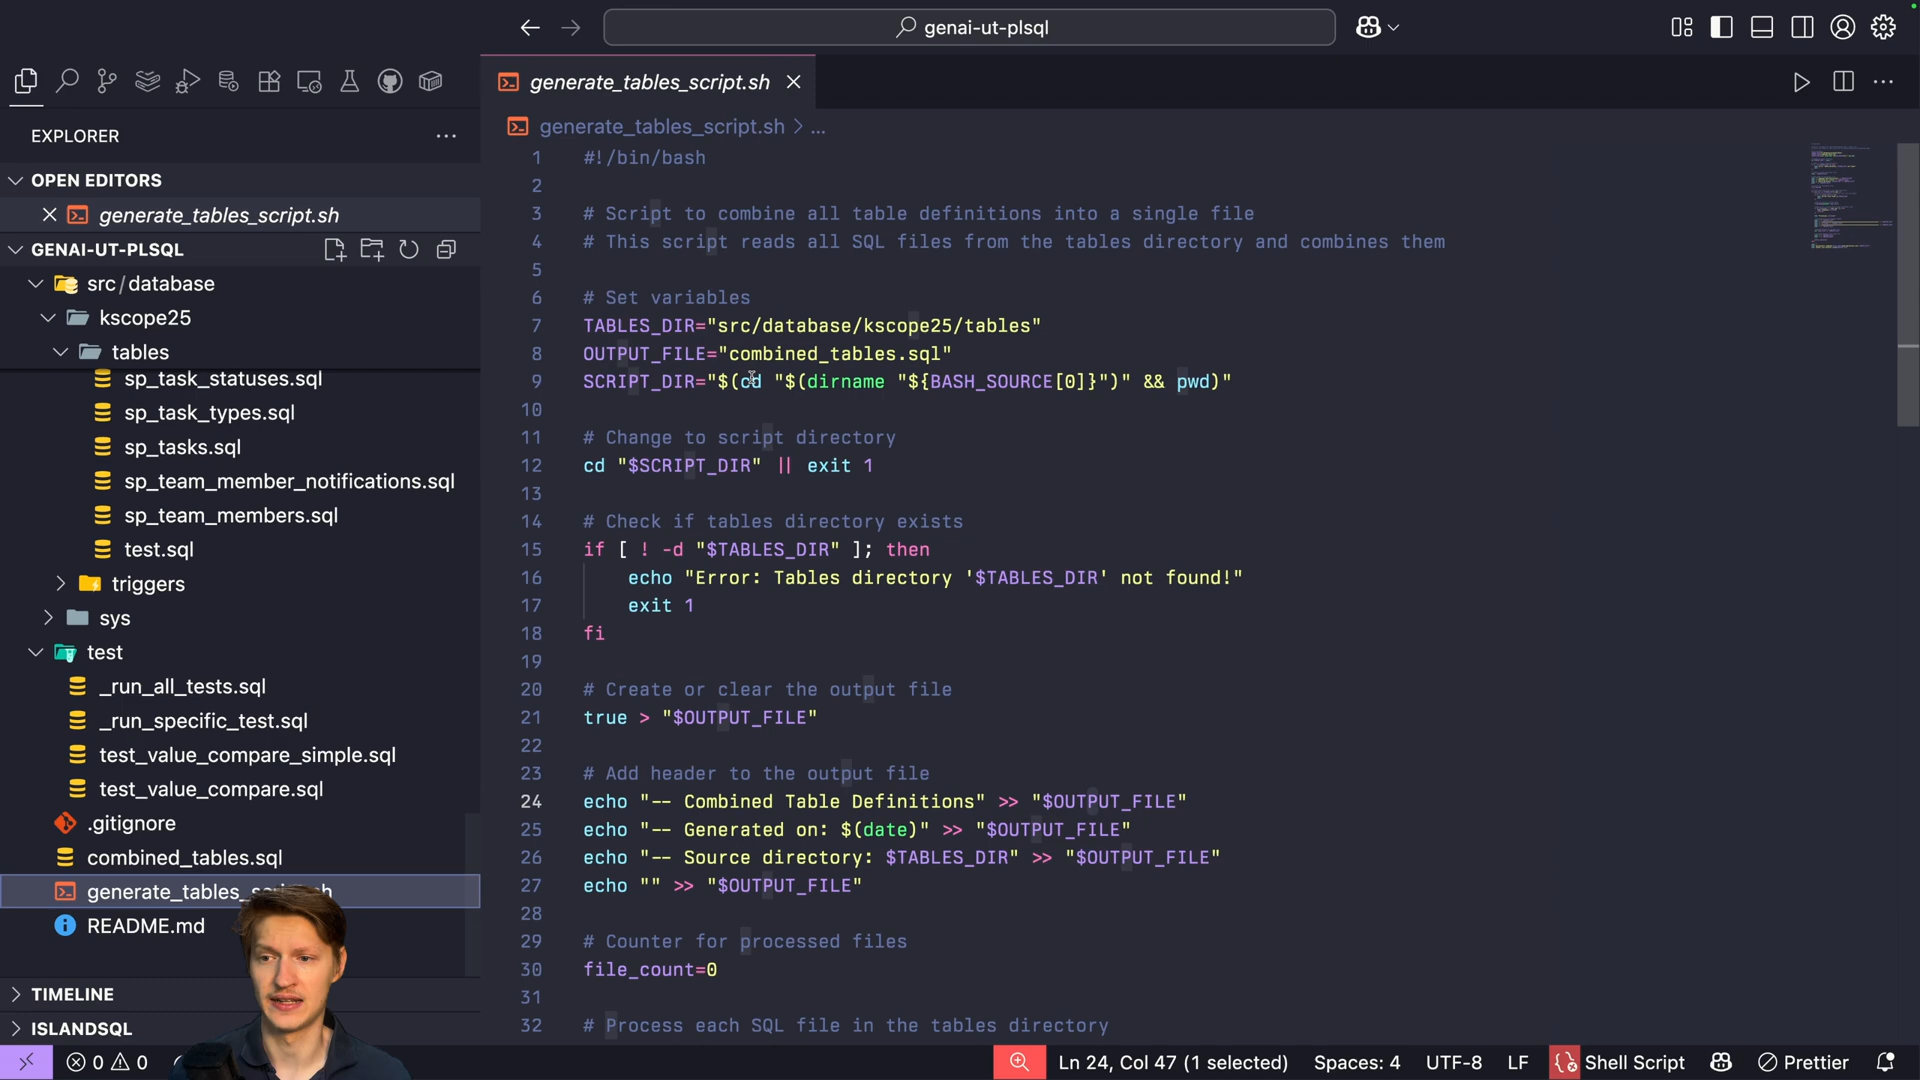 genai-ut-plsql
generate_tables_script.sh
EXPLORER
generate_tables_script.sh > ...
OPEN EDITORS
generate_tables_script.sh
GENAI-UT-PLSQL
src/database
kscope25
tables
sp_task_statuses.sql
sp_task_types.sql
sp_tasks.sql
sp_team_member_notifications.sql
sp_team_members.sql
test.sql
triggers
sys
test
_run_all_tests.sql
_run_specific_test.sql
test_value_compare_simple.sql
test_value_compare.sql
.gitignore
combined_tables.sql
generate_tables_
README.md
TIMELINE
ISLANDSQL
1 #!/bin/bash
2
3 # Script to combine all table definitions into a single file
4 # This script reads all SQL files from the tables directory and combines them
5
6 # Set variables
7 TABLES_DIR="src/database/kscope25/tables"
8 OUTPUT_FILE="combined_tables.sql"
9 SCRIPT_DIR="$(cd "$(dirname "${BASH_SOURCE[0]}")" && pwd)"
10
11 # Change to script directory
12 cd "$SCRIPT_DIR" || exit 1
13
14 # Check if tables directory exists
15 if [ ! -d "$TABLES_DIR" ]; then
16 echo "Error: Tables directory '$TABLES_DIR' not found!"
17 exit 1
18 fi
19
20 # Create or clear the output file
21 true > "$OUTPUT_FILE"
22
23 # Add header to the output file
24 echo "-- Combined Table Definitions" >> "$OUTPUT_FILE"
25 echo "-- Generated on: $(date)" >> "$OUTPUT_FILE"
26 echo "-- Source directory: $TABLES_DIR" >> "$OUTPUT_FILE"
27 echo "" >> "$OUTPUT_FILE"
28
29 # Counter for processed files
30 file_count=0
31
32 # Process each SQL file in the tables directory
0 0
Ln 24, Col 47 (1 selected) Spaces: 4 UTF-8 LF Shell Script Prettier